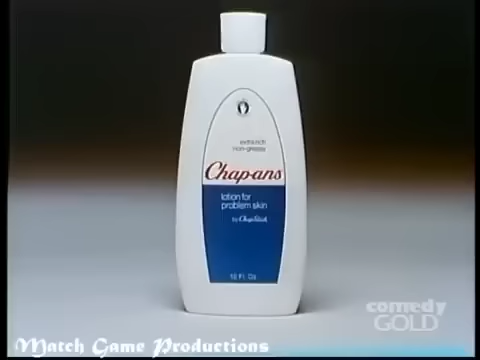 extra rich
non-greasy
Chap-ans
lotion for
problem skin
by ChapStick
10 Fl. Oz.
comedy
GOLD
Match Game Productions